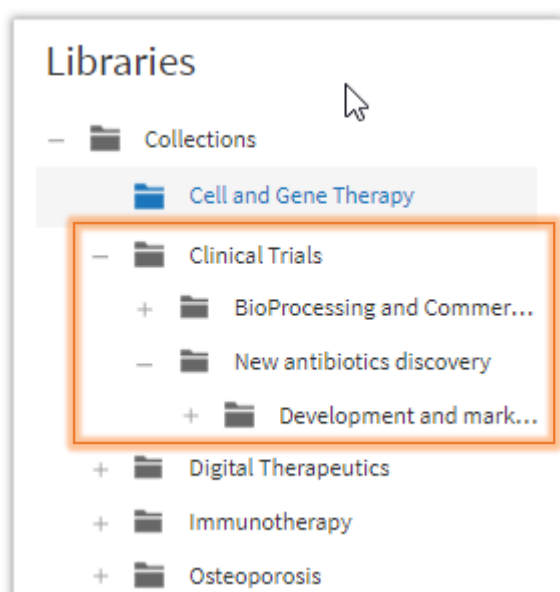 Libraries
Collections
Cell and Gene Therapy
Clinical Trials
BioProcessing and Commer...
New antibiotics discovery
Development and mark...
Digital Therapeutics
Immunotherapy
Osteoporosis